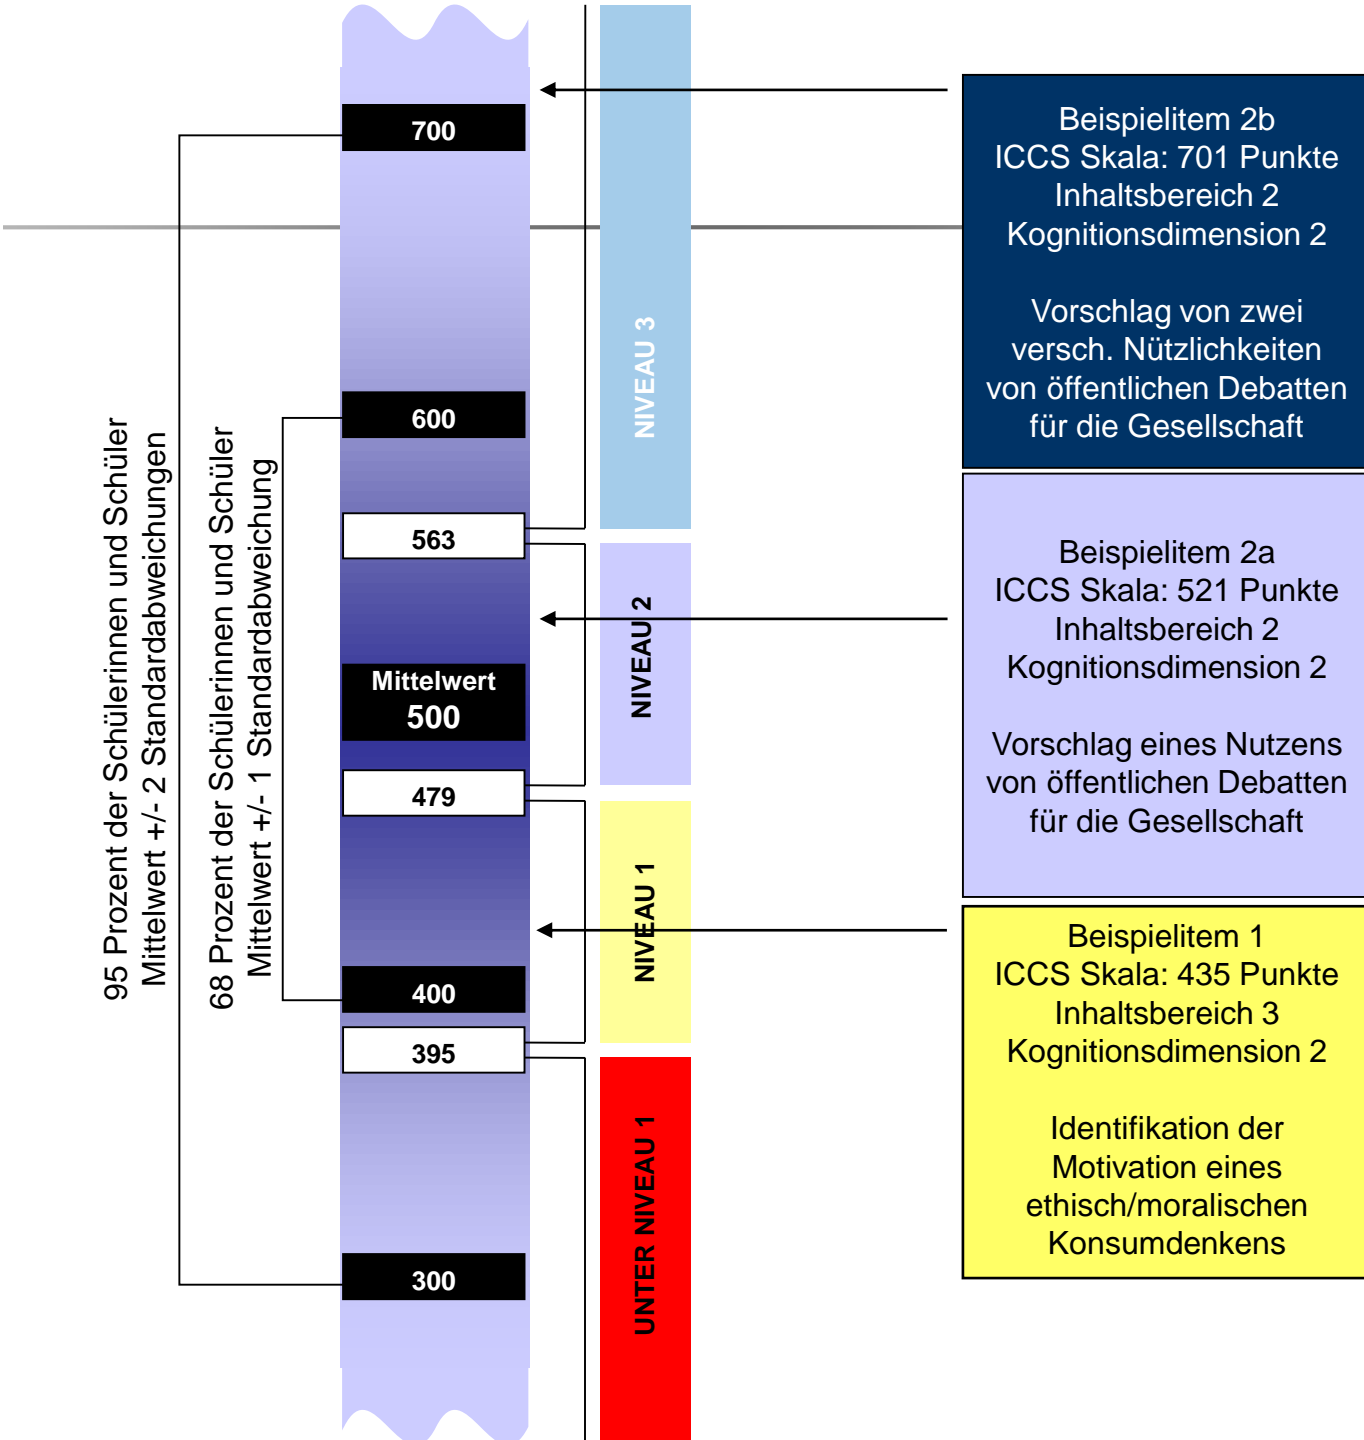 95 Prozent der Schülerinnen und Schüler
Mittelwert +/- 2 Standardabweichungen
68 Prozent der Schülerinnen und Schüler
Mittelwert +/- 1 Standardabweichung
700
600
563
Mittelwert
500
479
400
395
300
NIVEAU 3
NIVEAU 2
NIVEAU 1
UNTER NIVEAU 1
Beispielitem 2b
ICCS Skala: 701 Punkte
Inhaltsbereich 2
Kognitionsdimension 2
Vorschlag von zwei
versch. Nützlichkeiten
von öffentlichen Debatten
für die Gesellschaft
Beispielitem 2a
ICCS Skala: 521 Punkte
Inhaltsbereich 2
Kognitionsdimension 2
Vorschlag eines Nutzens
von öffentlichen Debatten
für die Gesellschaft
Beispielitem 1
ICCS Skala: 435 Punkte
Inhaltsbereich 3
Kognitionsdimension 2
Identifikation der
Motivation eines
ethisch/moralischen
Konsumdenkens